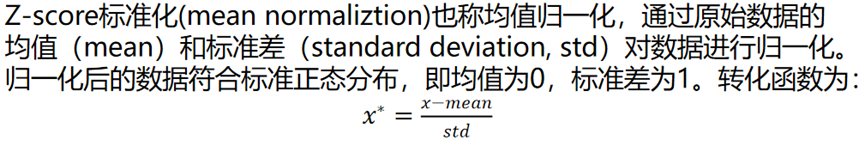 Z-score标准化(mean normaliztion)也称均值归一化，通过原始数据的
均值（mean）和标准差（standard deviation, std）对数据进行归一化。
归一化后的数据符合标准正态分布，即均值为0，标准差为1。转化函数为：
x* = (x−mean)/std